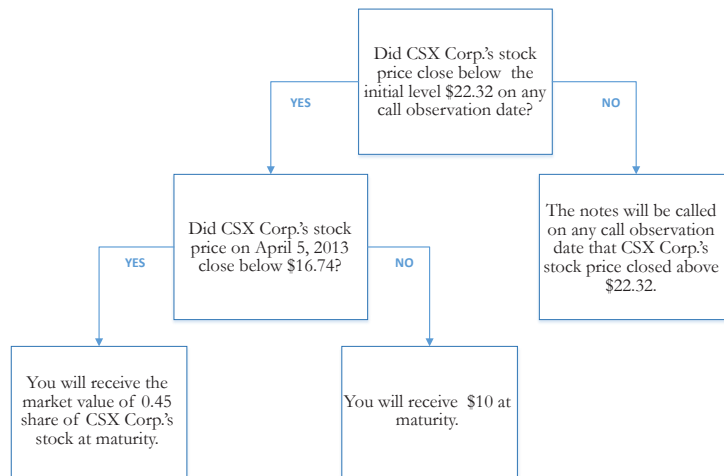 Did CSX Corp.'s stock
price close below the
initial level $22.32 on any
call observation date?
YES
NO
Did CSX Corp.'s stock
price on April 5, 2013
close below $16.74?
The notes will be called
on any call observation
date that CSX Corp.'s
stock price closed above
$22.32.
YES
NO
You will receive the
market value of 0.45
share of CSX Corp.'s
stock at maturity.
You will receive $10 at
maturity.